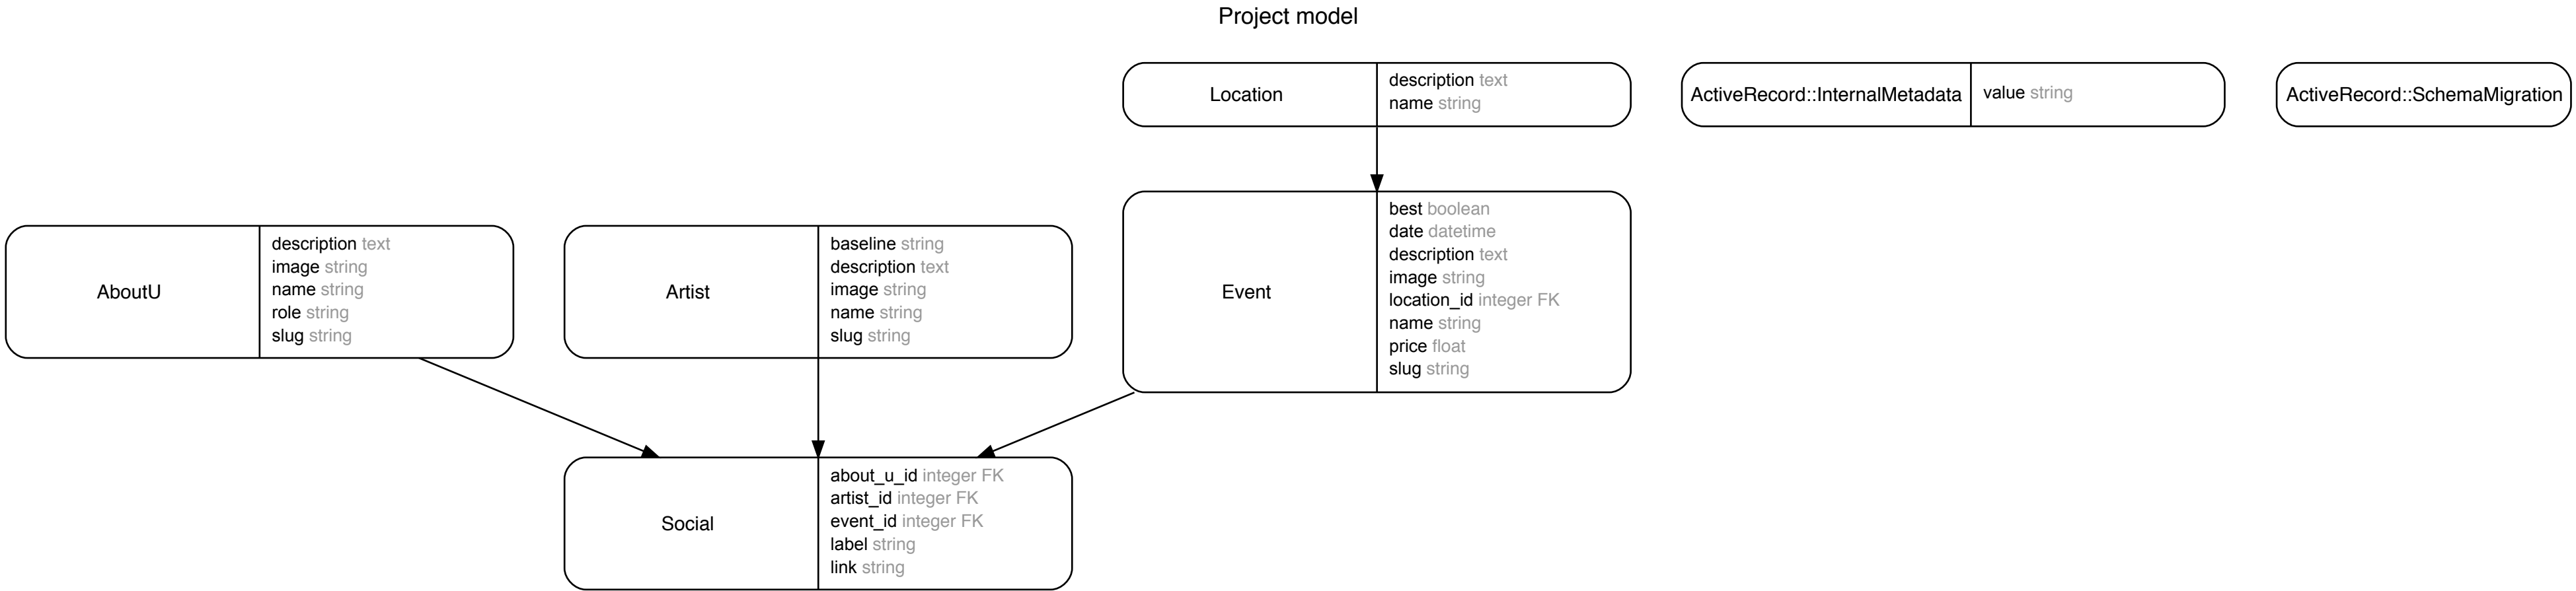 Project model
Location
description text
name string
ActiveRecord::InternalMetadata
value string
ActiveRecord::SchemaMigration
AboutU
description text
image string
name string
role string
slug string
Artist
baseline string
description text
image string
name string
slug string
Event
best boolean
date datetime
description text
image string
location_id integer FK
name string
price float
slug string
Social
about_u_id integer FK
artist_id integer FK
event_id integer FK
label string
link string